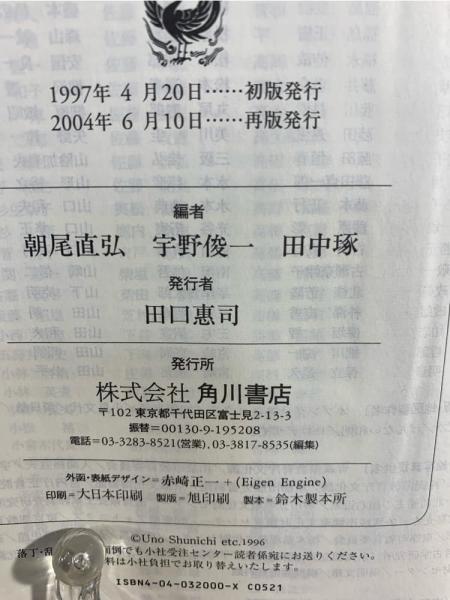 1997年 4 月20日……初版発行
2004年 6 月10日……再版発行
編者
朝尾直弘 宇野俊一 田中琢
発行者
田口惠司
発行所
株式会社 角川書店
〒102 東京都千代田区富士見2-13-3
振替=00130-9-195208
電話=03-3283-8521(営業), 03-3817-8535(編集)
外函・表紙デザイン=赤崎正一+(Eigen Engine)
印刷=大日本印刷 製版=旭印刷 製本=鈴木製本所
©Uno Shunichi etc.1996
落丁・乱 面倒でも小社受注センター読者係宛にお送りください。
料は小社負担でお取り替えいたします。
ISBN4-04-032000-X C0521